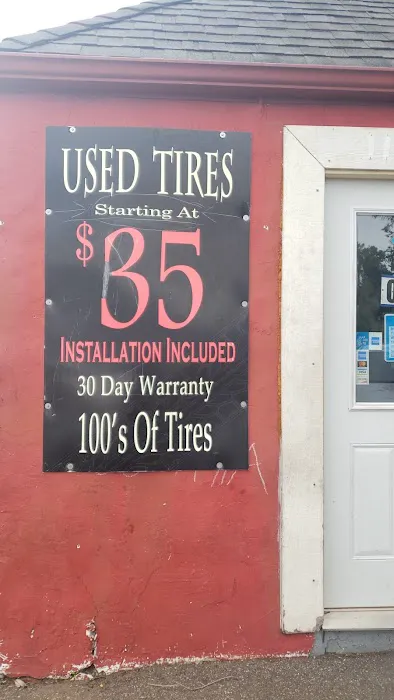 USED TIRES
Starting At
$35
INSTALLATION INCLUDED
30 Day Warranty
100's Of Tires